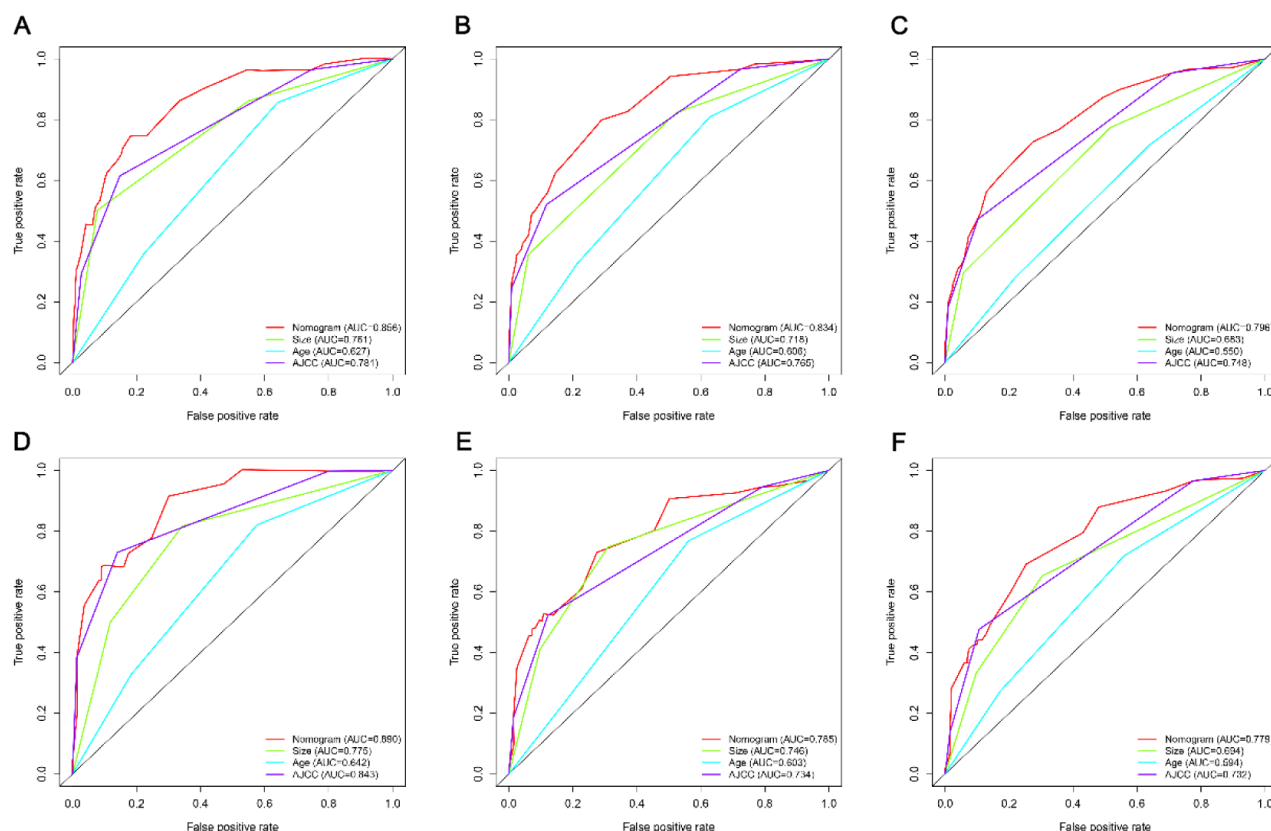 A
True positive rate
1.0
0.8
0.6
0.4
0.2
0.0
Nomogram (AUC=0.856)
Size (AUC=0.761)
Age (AUC=0.627)
AJCC (AUC=0.781)
0.0 0.2 0.4 0.6 0.8 1.0
False positive rate
B
True positive rate
1.0
0.8
0.6
0.4
0.2
0.0
Nomogram (AUC=0.834)
Size (AUC=0.718)
Age (AUC=0.606)
AJCC (AUC=0.765)
0.0 0.2 0.4 0.6 0.8 1.0
False positive rate
C
True positive rate
1.0
0.8
0.6
0.4
0.2
0.0
Nomogram (AUC=0.796)
Size (AUC=0.683)
Age (AUC=0.550)
AJCC (AUC=0.748)
0.0 0.2 0.4 0.6 0.8 1.0
False positive rate
D
True positive rate
1.0
0.8
0.6
0.4
0.2
0.0
Nomogram (AUC=0.890)
Size (AUC=0.775)
Age (AUC=0.642)
AJCC (AUC=0.843)
0.0 0.2 0.4 0.6 0.8 1.0
False positive rate
E
True positive rate
1.0
0.8
0.6
0.4
0.2
0.0
Nomogram (AUC=0.785)
Size (AUC=0.746)
Age (AUC=0.603)
AJCC (AUC=0.734)
0.0 0.2 0.4 0.6 0.8 1.0
False positive rate
F
True positive rate
1.0
0.8
0.6
0.4
0.2
0.0
Nomogram (AUC=0.779
Size (AUC=0.694)
Age (AUC=0.594)
AJCC (AUC=0.732)
0.0 0.2 0.4 0.6 0.8 1.0
False positive rate